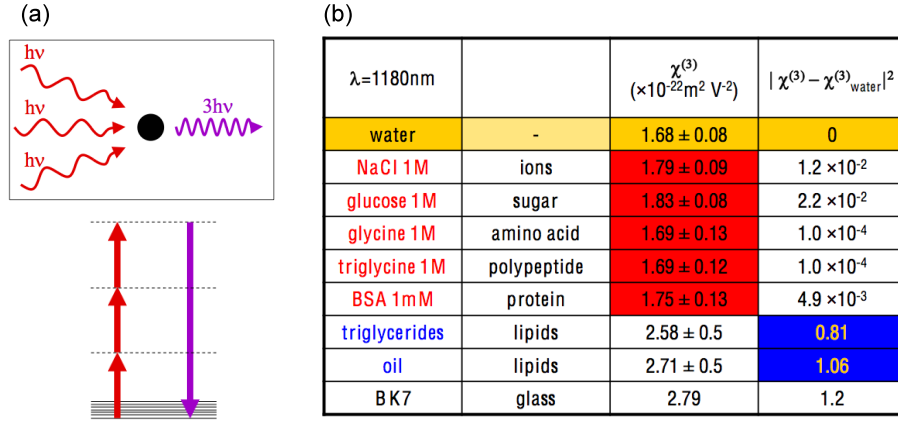 (a)
hν
hν
hν
3hν
(b)
λ=1180nm χ⁽³⁾ (×10⁻²²m² V⁻²) | χ⁽³⁾ – χ⁽³⁾water|²
water - 1.68 ± 0.08 0
NaCl 1M ions 1.79 ± 0.09 1.2 ×10⁻²
glucose 1M sugar 1.83 ± 0.08 2.2 ×10⁻²
glycine 1M amino acid 1.69 ± 0.13 1.0 ×10⁻⁴
triglycine 1M polypeptide 1.69 ± 0.12 1.0 ×10⁻⁴
BSA 1mM protein 1.75 ± 0.13 4.9 ×10⁻³
triglycerides lipids 2.58 ± 0.5 0.81
oil lipids 2.71 ± 0.5 1.06
BK7 glass 2.79 1.2